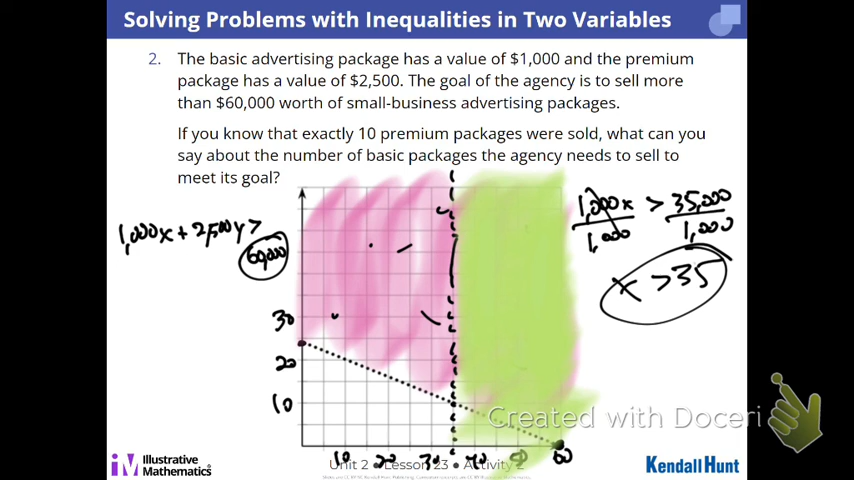 Solving Problems with Inequalities in Two Variables
2. The basic advertising package has a value of $1,000 and the premium
package has a value of $2,500. The goal of the agency is to sell more
than $60,000 worth of small-business advertising packages.
If you know that exactly 10 premium packages were sold, what can you
say about the number of basic packages the agency needs to sell to
meet its goal?
1,000x + 2,500y >
60,000
1,000x > 35,000
1,000 1,000
x > 35
30
20
10
10 20 30 40 50 60
Created with Doceri
Illustrative
Mathematics
Unit 2 • Lesson 23 • Activity 2
Kendall Hunt